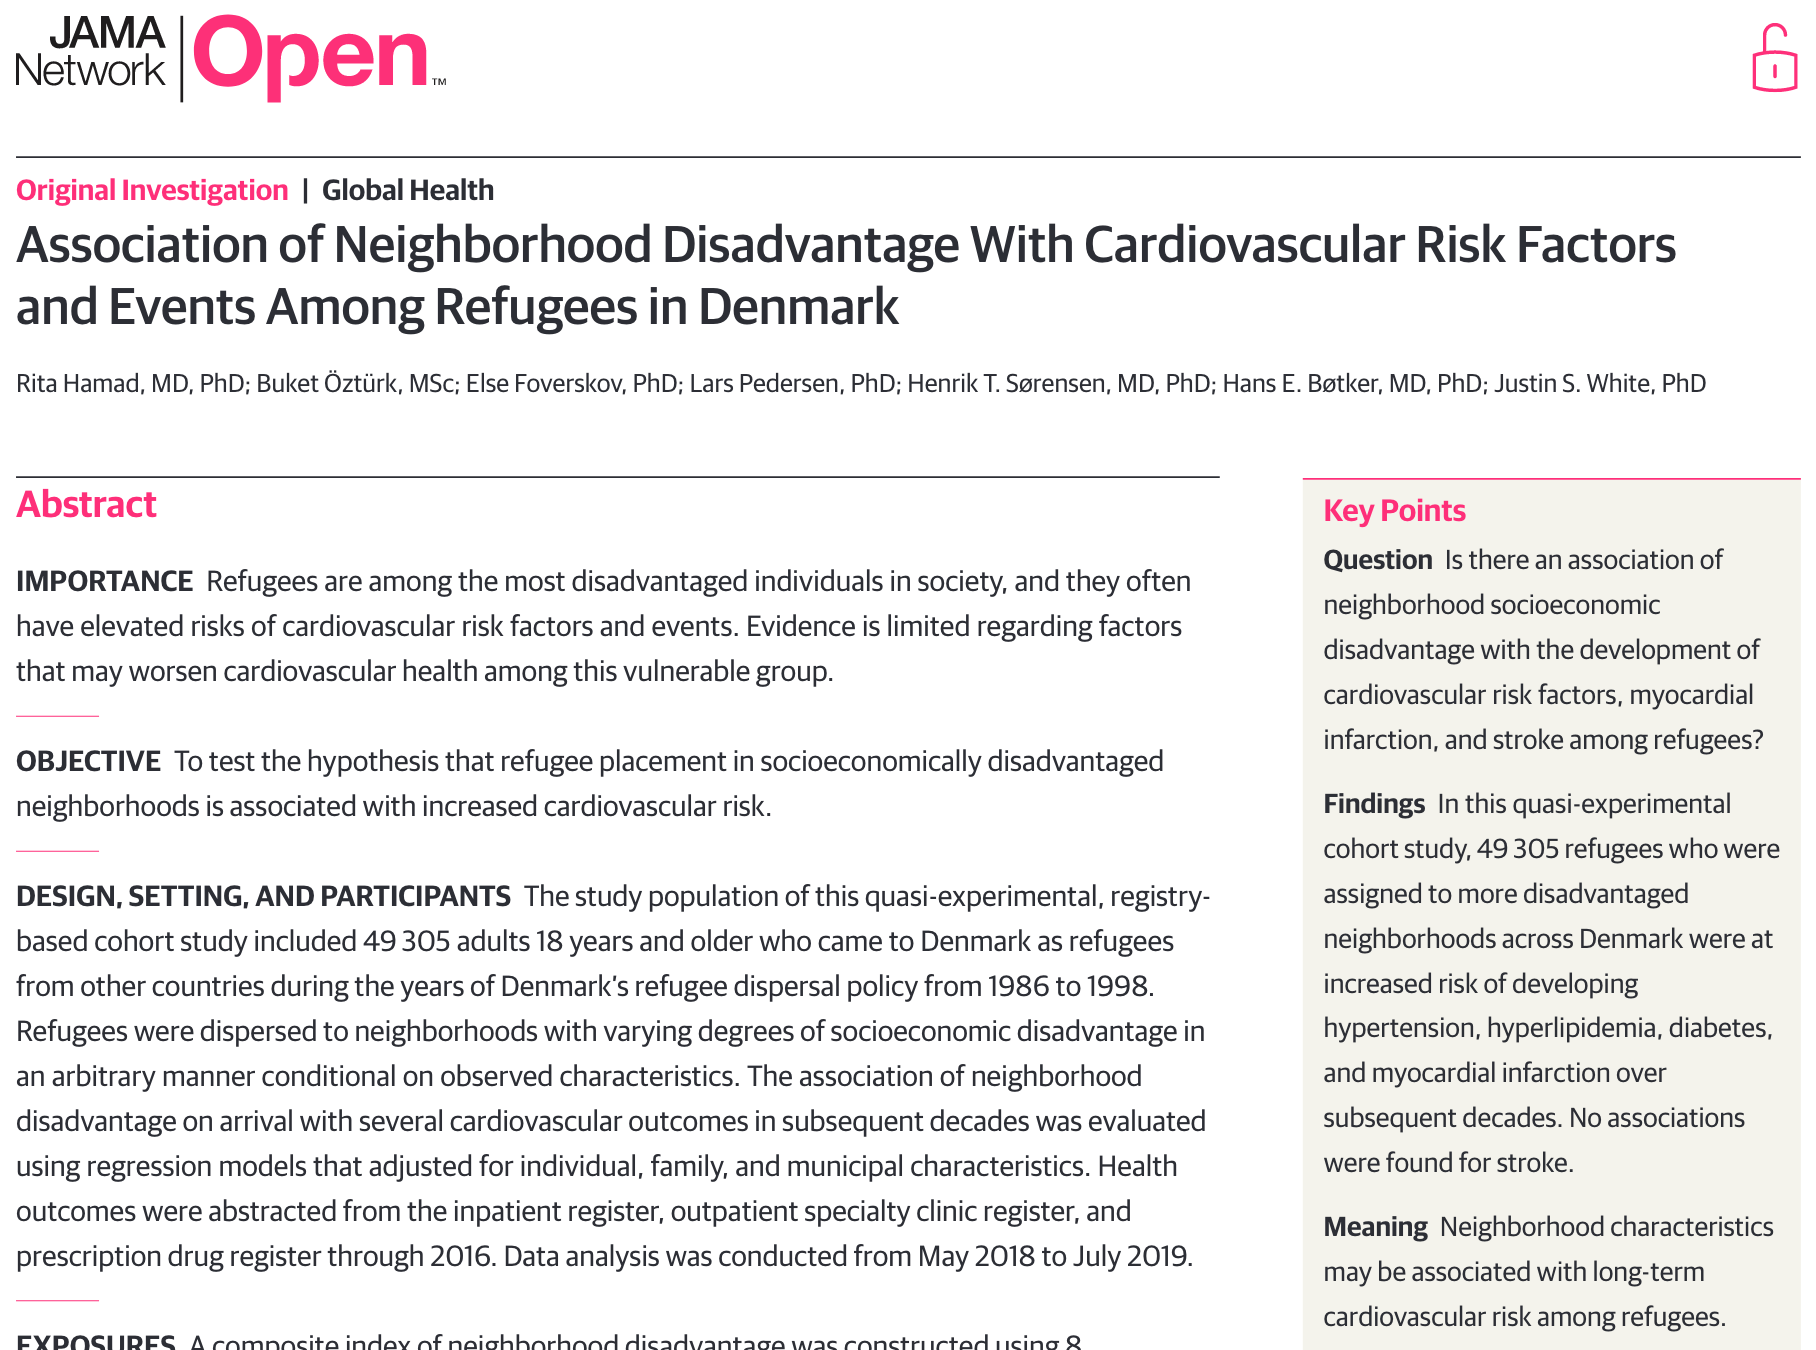 JAMA
Network
Open™
Original Investigation | Global Health
Association of Neighborhood Disadvantage With Cardiovascular Risk Factors
and Events Among Refugees in Denmark
Rita Hamad, MD, PhD; Buket Öztürk, MSc; Else Foverskov, PhD; Lars Pedersen, PhD; Henrik T. Sørensen, MD, PhD; Hans E. Bøtker, MD, PhD; Justin S. White, PhD
Abstract
IMPORTANCE Refugees are among the most disadvantaged individuals in society, and they often
have elevated risks of cardiovascular risk factors and events. Evidence is limited regarding factors
that may worsen cardiovascular health among this vulnerable group.
OBJECTIVE To test the hypothesis that refugee placement in socioeconomically disadvantaged
neighborhoods is associated with increased cardiovascular risk.
DESIGN, SETTING, AND PARTICIPANTS The study population of this quasi-experimental, registry-
based cohort study included 49 305 adults 18 years and older who came to Denmark as refugees
from other countries during the years of Denmark's refugee dispersal policy from 1986 to 1998.
Refugees were dispersed to neighborhoods with varying degrees of socioeconomic disadvantage in
an arbitrary manner conditional on observed characteristics. The association of neighborhood
disadvantage on arrival with several cardiovascular outcomes in subsequent decades was evaluated
using regression models that adjusted for individual, family, and municipal characteristics. Health
outcomes were abstracted from the inpatient register, outpatient specialty clinic register, and
prescription drug register through 2016. Data analysis was conducted from May 2018 to July 2019.
EXPOSURES A composite index of neighborhood disadvantage was constructed using 8
Key Points
Question Is there an association of
neighborhood socioeconomic
disadvantage with the development of
cardiovascular risk factors, myocardial
infarction, and stroke among refugees?
Findings In this quasi-experimental
cohort study, 49 305 refugees who were
assigned to more disadvantaged
neighborhoods across Denmark were at
increased risk of developing
hypertension, hyperlipidemia, diabetes,
and myocardial infarction over
subsequent decades. No associations
were found for stroke.
Meaning Neighborhood characteristics
may be associated with long-term
cardiovascular risk among refugees.